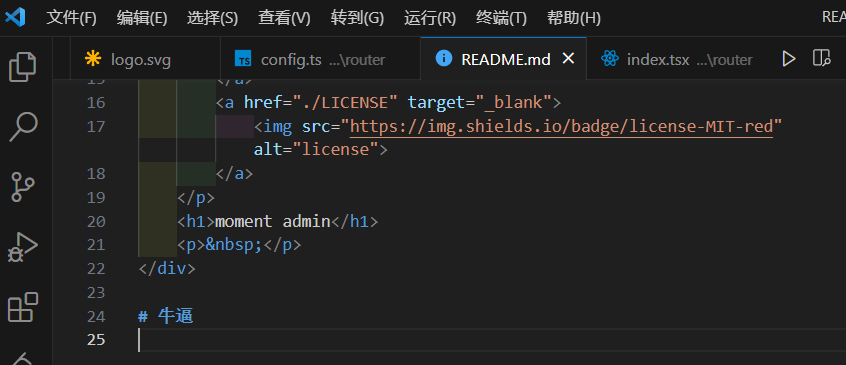 文件(F) 编辑(E) 选择(S) 查看(V) 转到(G) 运行(R) 终端(T) 帮助(H) REA
logo.svg TS config.ts ...\router README.md index.tsx ...\router
15 </a>
16 <a href="./LICENSE" target="_blank">
17 <img src="https://img.shields.io/badge/license-MIT-red"
alt="license">
18 </a>
19 </p>
20 <h1>moment admin</h1>
21 <p>&nbsp;</p>
22 </div>
23
24 # 牛逼
25